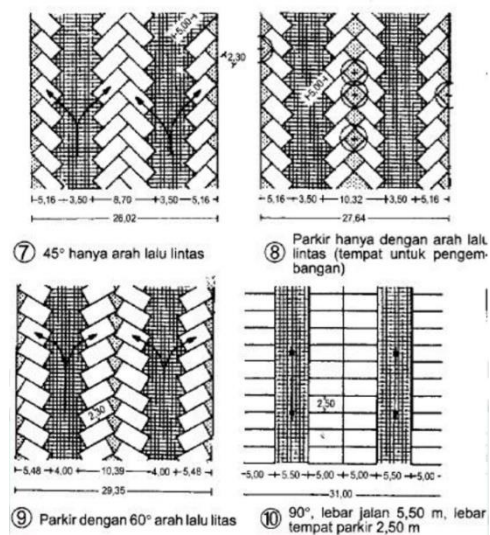 5,00
2,30
5,16 3,50 8,70 3,50 5,16
26,02
7 45° hanya arah lalu lintas
5,00
5,16 3,50 10,32 3,50 5,16
27,64
8 Parkir hanya dengan arah lalu
lintas (tempat untuk pengem-
bangan)
2,30
5,48 4,00 10,39 4,00 5,48
29,35
9 Parkir dengan 60° arah lalu litas
2,50
5,00 5,50 5,00 5,00 5,50 5,00
31,00
10 90°, lebar jalan 5,50 m, lebar
tempat parkir 2,50 m